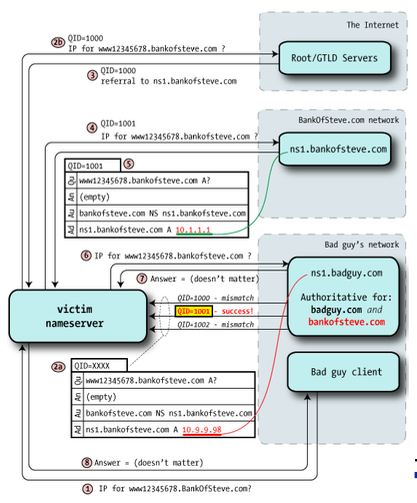 The Internet
2b QID=1000
IP for www12345678.bankofsteve.com ?
3 QID=1000
referral to ns1.bankofsteve.com
Root/GTLD Servers
BankOfSteve.com network
4 QID=1001
IP for www12345678.bankofsteve.com ?
ns1.bankofsteve.com
QID=1001 5
Qu www12345678.bankofsteve.com A?
An (empty)
Au bankofsteve.com NS ns1.bankofsteve.com
Ad ns1.bankofsteve.com A 10.1.1.1
Bad guy's network
6 IP for www12345678.bankofsteve.com ?
7 Answer = (doesn't matter)
ns1.badguy.com
Authoritative for:
badguy.com and
bankofsteve.com
victim
nameserver
QID=1000 - mismatch
QID=1001 - success!
QID=1002 - mismatch
2a
QID=XXXX
Qu www12345678.bankofsteve.com A?
An (empty)
Au bankofsteve.com NS ns1.bankofsteve.com
Ad ns1.bankofsteve.com A 10.9.9.98
Bad guy client
8 Answer = (doesn't matter)
1 IP for www12345678.BankOfSteve.com?